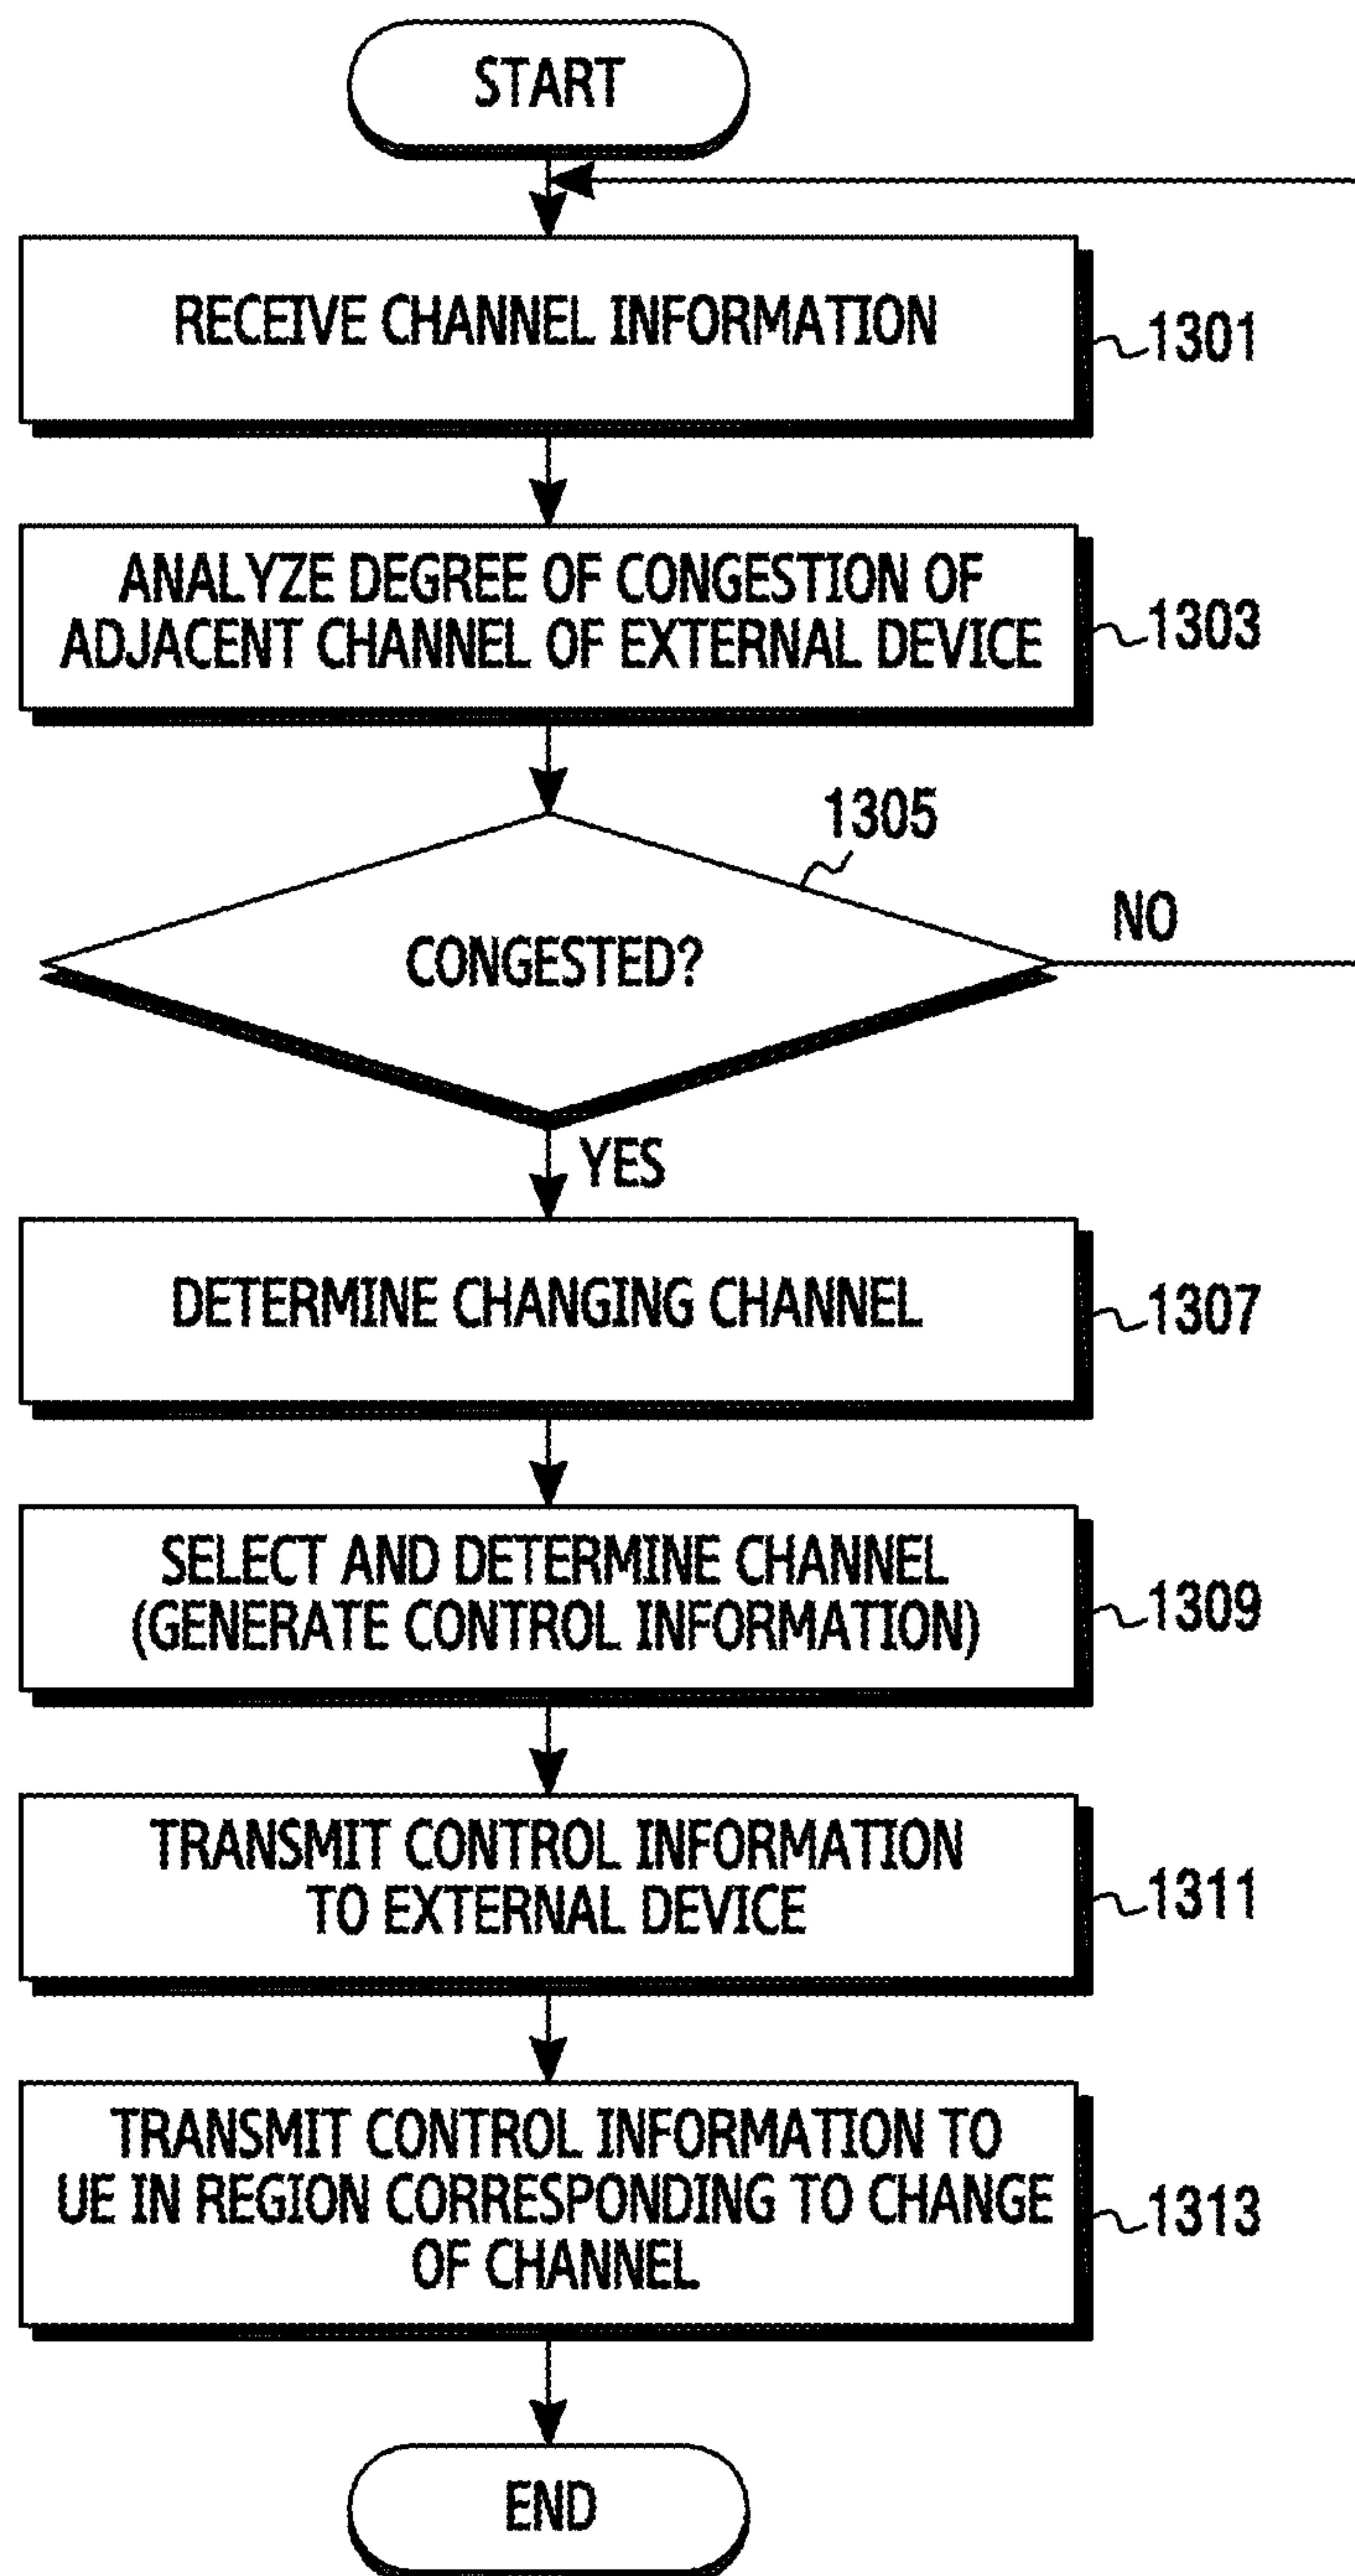 START
RECEIVE CHANNEL INFORMATION
1301
ANALYZE DEGREE OF CONGESTION OF
ADJACENT CHANNEL OF EXTERNAL DEVICE
1303
1305
CONGESTED?
NO
YES
DETERMINE CHANGING CHANNEL
1307
SELECT AND DETERMINE CHANNEL
(GENERATE CONTROL INFORMATION)
1309
TRANSMIT CONTROL INFORMATION
TO EXTERNAL DEVICE
1311
TRANSMIT CONTROL INFORMATION TO
UE IN REGION CORRESPONDING TO CHANGE
OF CHANNEL
1313
END